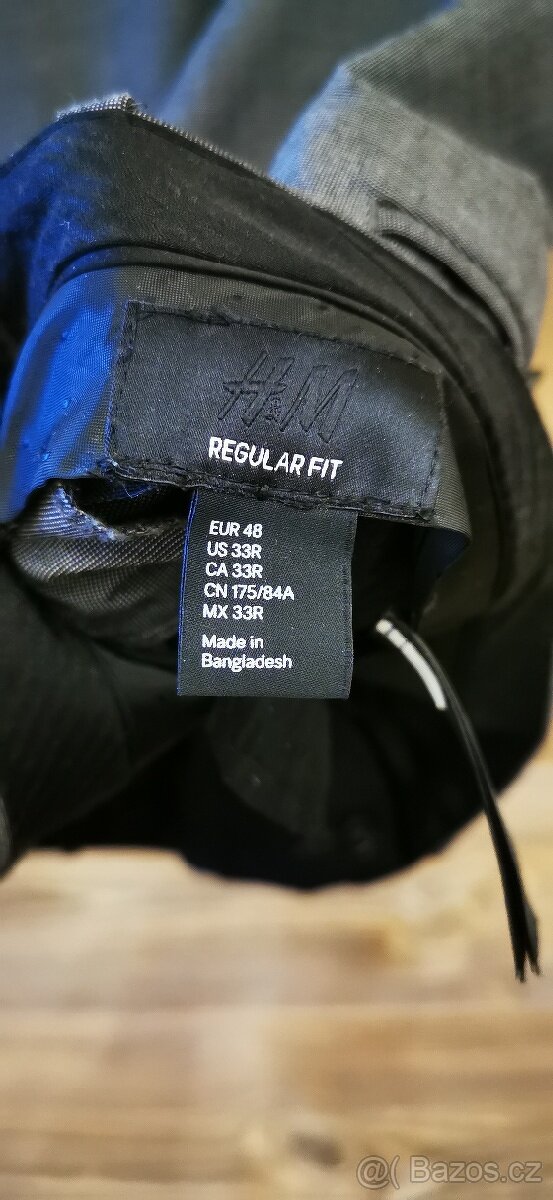 H&M
REGULAR FIT
EUR 48
US 33R
CA 33R
CN 175/84A
MX 33R
Made in
Bangladesh
@( Bazos.cz